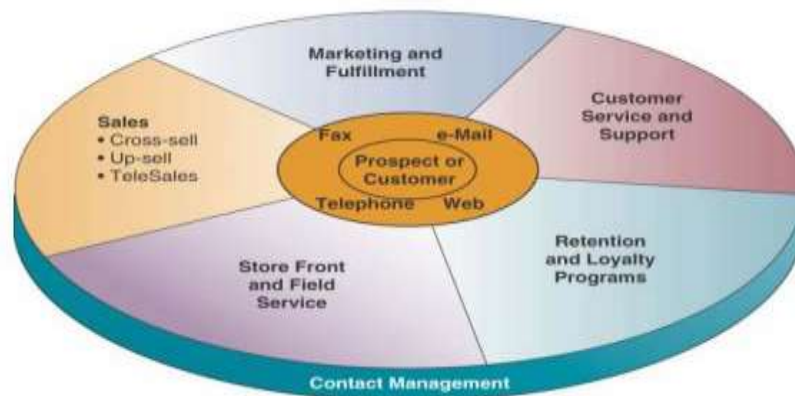 Marketing and
Fulfillment
Customer
Service and
Support
Sales
• Cross-sell
• Up-sell
• TeleSales
Fax e-Mail
Prospect or
Customer
Telephone Web
Retention
and Loyalty
Programs
Store Front
and Field
Service
Contact Management